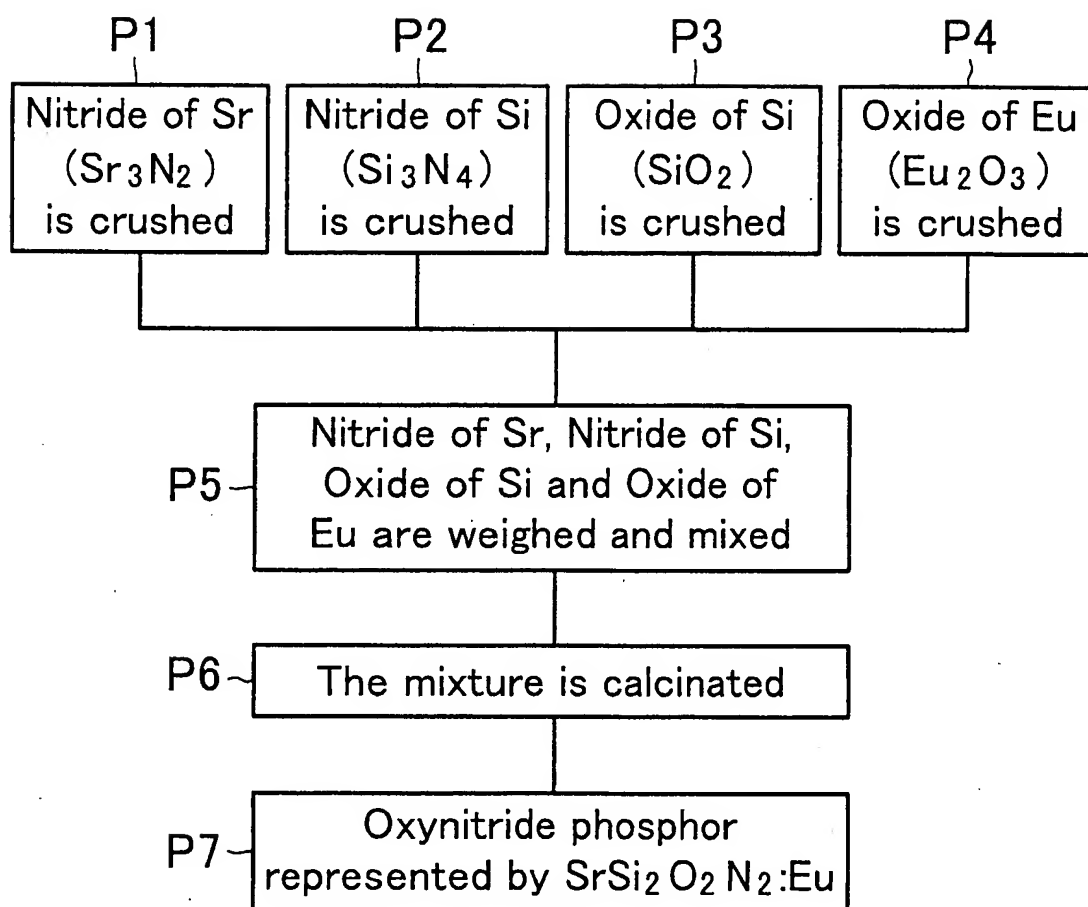 P1
P2
P3
P4
Nitride of Sr
(Sr₃N₂)
is crushed
Nitride of Si
(Si₃N₄)
is crushed
Oxide of Si
(SiO₂)
is crushed
Oxide of Eu
(Eu₂O₃)
is crushed
P5
Nitride of Sr, Nitride of Si,
Oxide of Si and Oxide of
Eu are weighed and mixed
P6
The mixture is calcinated
P7
Oxynitride phosphor
represented by SrSi₂O₂N₂:Eu